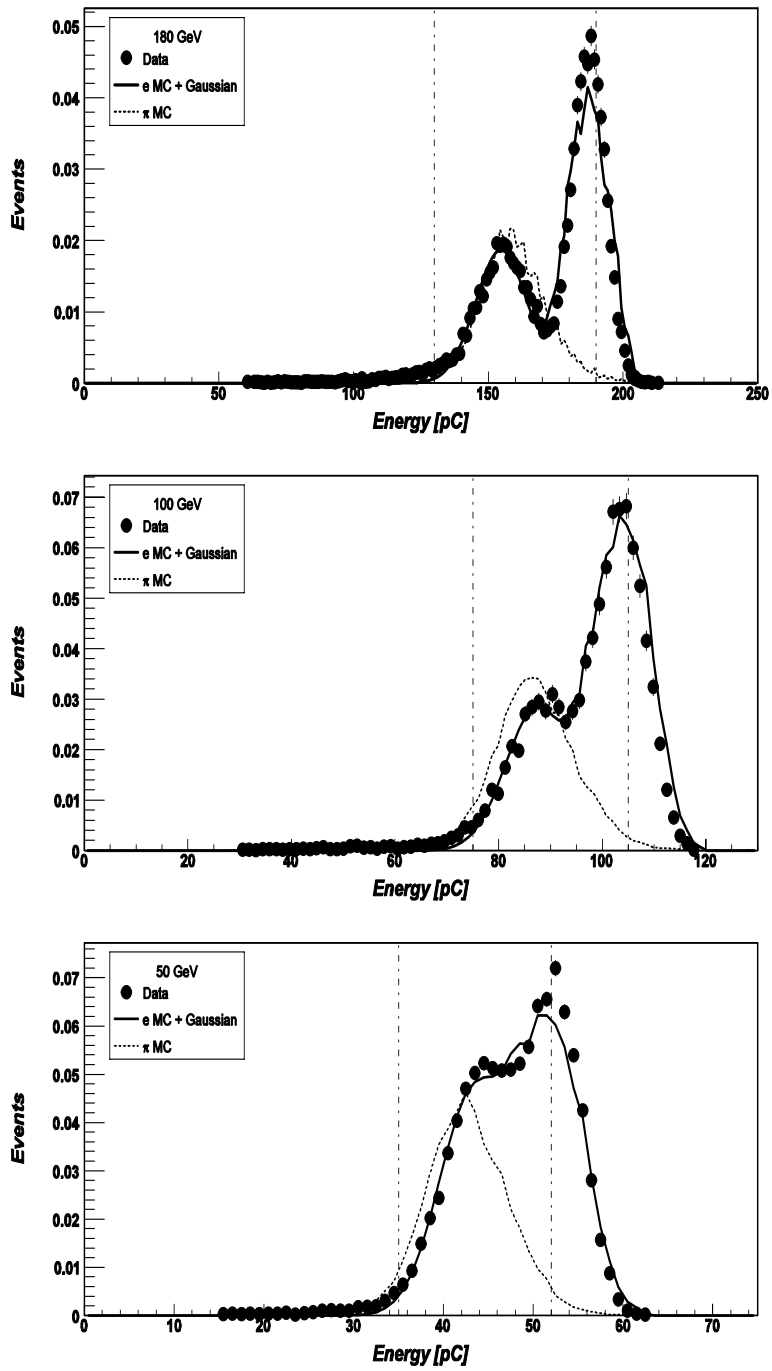 180 GeV
Data
e MC + Gaussian
π MC
Events
0.05
0.04
0.03
0.02
0.01
0
0 50 100 150 200 250
Energy [pC]
100 GeV
Data
e MC + Gaussian
π MC
Events
0.07
0.06
0.05
0.04
0.03
0.02
0.01
0
0 20 40 60 80 100 120
Energy [pC]
50 GeV
Data
e MC + Gaussian
π MC
Events
0.07
0.06
0.05
0.04
0.03
0.02
0.01
0
0 10 20 30 40 50 60 70
Energy [pC]